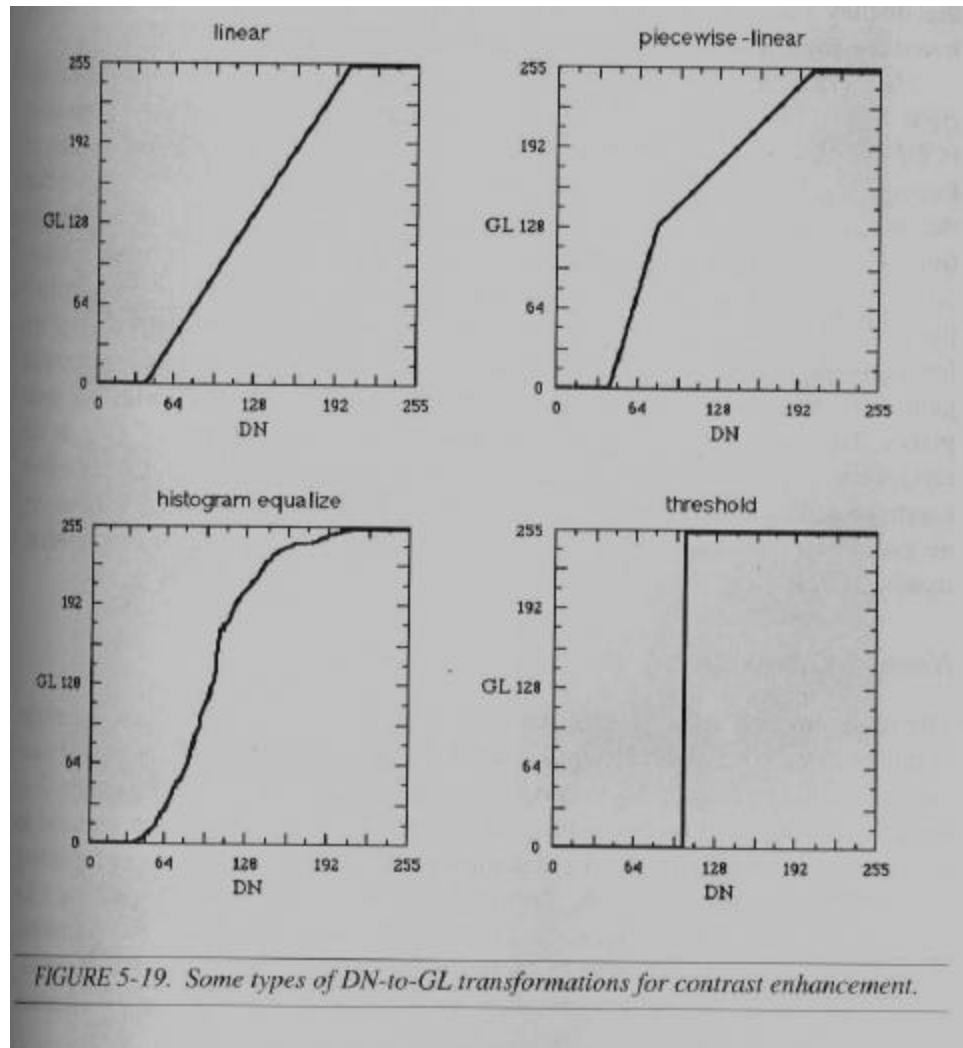 linear
255
192
GL 128
64
0
0 64 128 192 255
DN
piecewise-linear
255
192
GL 128
64
0
0 64 128 192 255
DN
histogram equalize
255
192
GL 128
64
0
0 64 128 192 255
DN
threshold
255
192
GL 128
64
0
0 64 128 192 255
DN
FIGURE 5-19. Some types of DN-to-GL transformations for contrast enhancement.